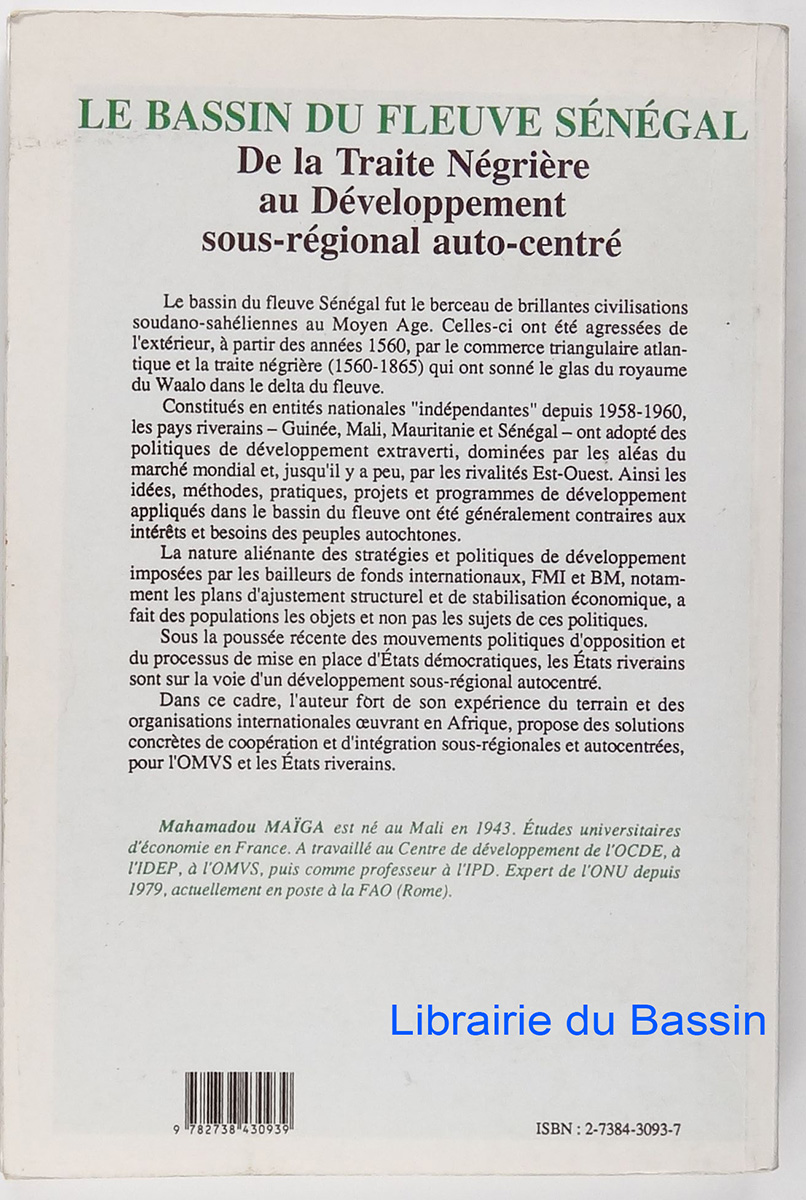 LE BASSIN DU FLEUVE SÉNÉGAL
De la Traite Négrière
au Développement
sous-régional auto-centré
Le bassin du fleuve Sénégal fut le berceau de brillantes civilisations
soudano-sahéliennes au Moyen Age. Celles-ci ont été agressées de
l'extérieur, à partir des années 1560, par le commerce triangulaire atlan-
tique et la traite négrière (1560-1865) qui ont sonné le glas du royaume
du Waalo dans le delta du fleuve.
Constitués en entités nationales "indépendantes" depuis 1958-1960,
les pays riverains – Guinée, Mali, Mauritanie et Sénégal – ont adopté des
politiques de développement extraverti, dominées par les aléas du
marché mondial et, jusqu'il y a peu, par les rivalités Est-Ouest. Ainsi les
idées, méthodes, pratiques, projets et programmes de développement
appliqués dans le bassin du fleuve ont été généralement contraires aux
intérêts et besoins des peuples autochtones.
La nature aliénante des stratégies et politiques de développement
imposées par les bailleurs de fonds internationaux, FMI et BM, notam-
ment les plans d'ajustement structurel et de stabilisation économique, a
fait des populations les objets et non pas les sujets de ces politiques.
Sous la poussée récente des mouvements politiques d'opposition et
du processus de mise en place d'États démocratiques, les États riverains
sont sur la voie d'un développement sous-régional autocentré.
Dans ce cadre, l'auteur fort de son expérience du terrain et des
organisations internationales œuvrant en Afrique, propose des solutions
concrètes de coopération et d'intégration sous-régionales et autocentrées,
pour l'OMVS et les États riverains.
Mahamadou MAÏGA est né au Mali en 1943. Études universitaires
d'économie en France. A travaillé au Centre de développement de l'OCDE, à
l'IDEP, à l'OMVS, puis comme professeur à l'IPD. Expert de l'ONU depuis
1979, actuellement en poste à la FAO (Rome).
Librairie du Bassin
9 782738 430939
ISBN : 2-7384-3093-7